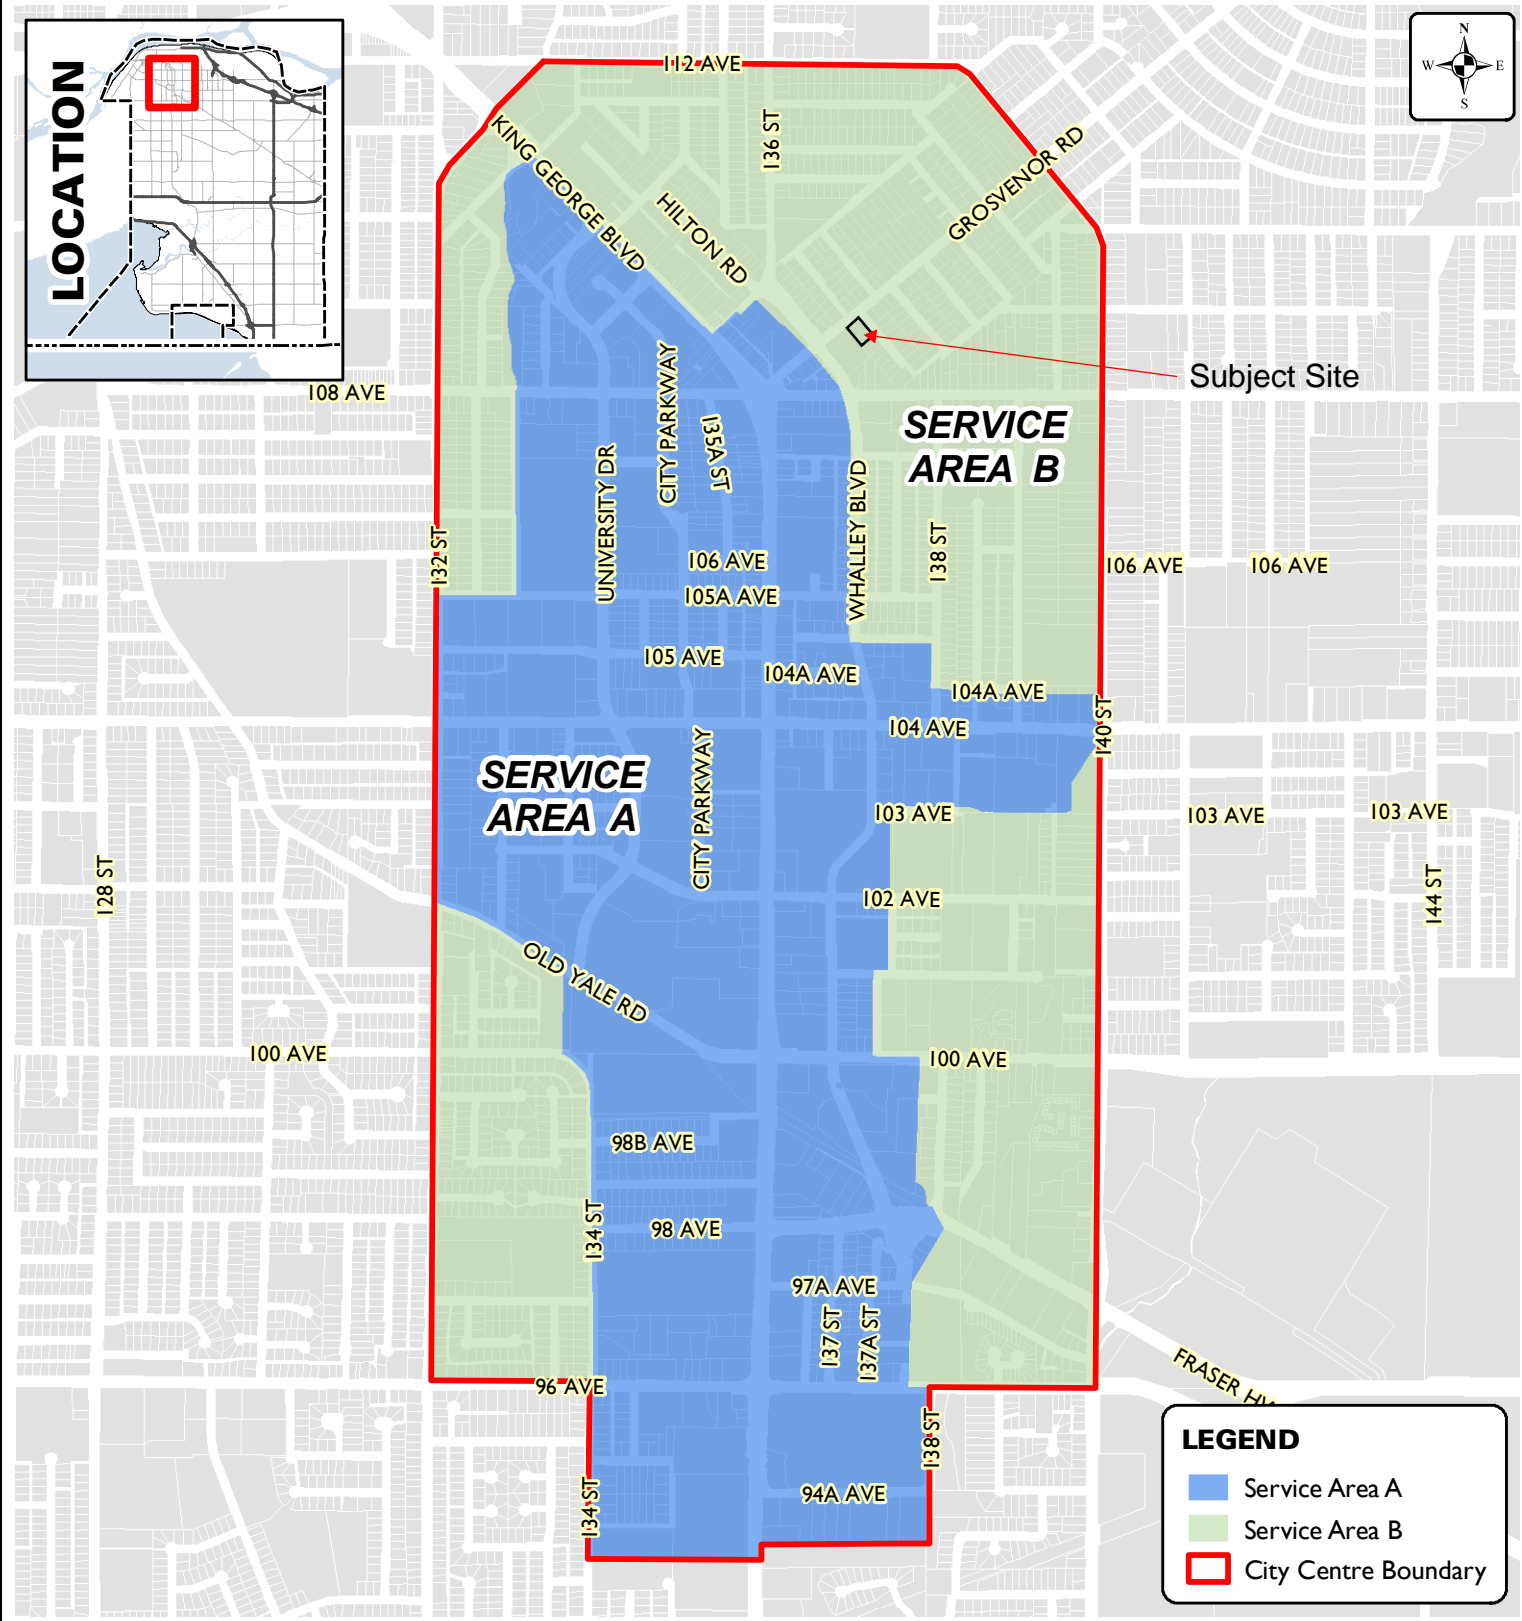 LOCATION
N
W
E
S
112 AVE
136 ST
KING GEORGE BLVD
HILTON RD
GROSVENOR RD
Subject Site
108 AVE
CITY PARKWAY
135A ST
SERVICE
AREA B
UNIVERSITY DR
WHALLEY BLVD
138 ST
132 ST
106 AVE
106 AVE
106 AVE
105A AVE
105 AVE
104A AVE
104A AVE
104 AVE
140 ST
CITY PARKWAY
SERVICE
AREA A
103 AVE
103 AVE
103 AVE
128 ST
102 AVE
144 ST
OLD YALE RD
100 AVE
100 AVE
98B AVE
134 ST
98 AVE
97A AVE
137 ST
137A ST
96 AVE
FRASER HW
138 ST
134 ST
94A AVE
LEGEND
Service Area A
Service Area B
City Centre Boundary